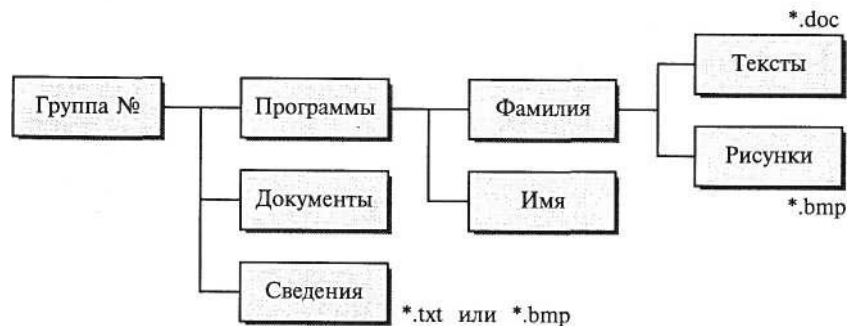 *.doc
Тексты
Группа №
Программы
Фамилия
Рисунки
*.bmp
Документы
Имя
Сведения
*.txt или *.bmp